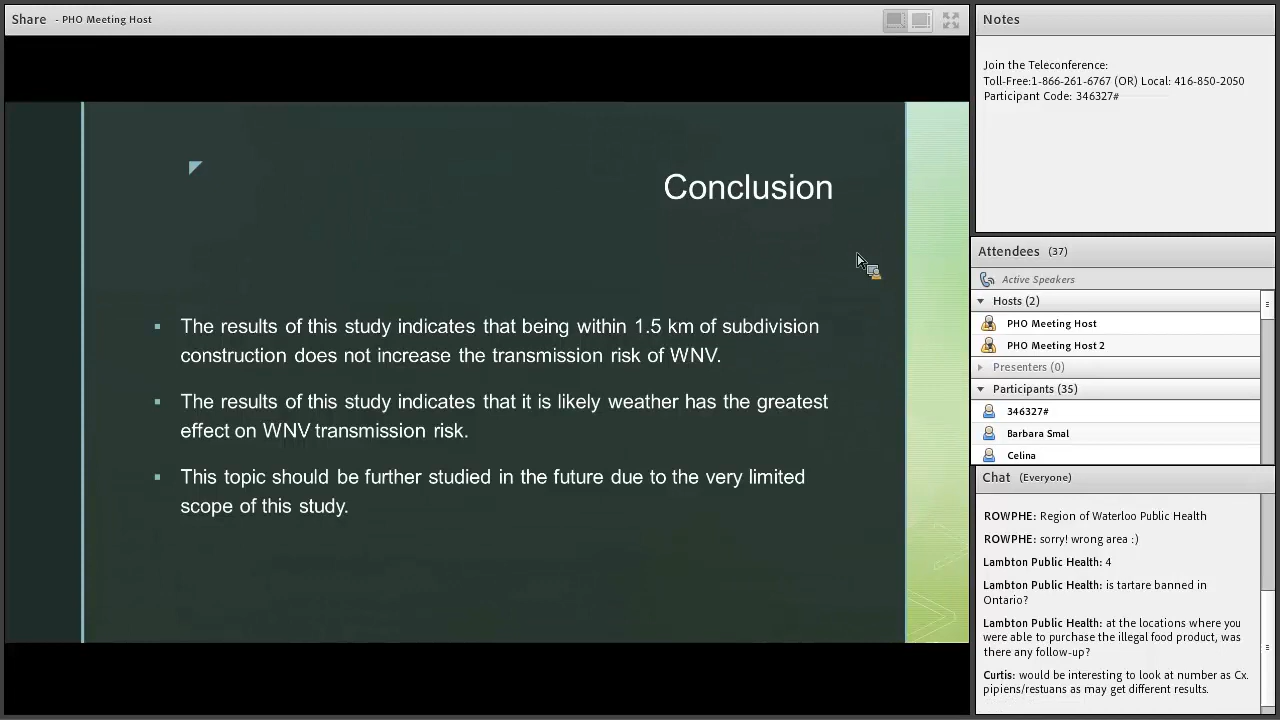 Share - PHO Meeting Host
Conclusion
▪ The results of this study indicates that being within 1.5 km of subdivision
construction does not increase the transmission risk of WNV.
▪ The results of this study indicates that it is likely weather has the greatest
effect on WNV transmission risk.
▪ This topic should be further studied in the future due to the very limited
scope of this study.
Notes
Join the Teleconference:
Toll-Free:1-866-261-6767 (OR) Local: 416-850-2050
Participant Code: 346327#
Attendees (37)
Active Speakers
Hosts (2)
PHO Meeting Host
PHO Meeting Host 2
Presenters (0)
Participants (35)
346327#
Barbara Smal
Celina
Chat (Everyone)
ROWPHE: Region of Waterloo Public Health
ROWPHE: sorry! wrong area :)
Lambton Public Health: 4
Lambton Public Health: is tartare banned in
Ontario?
Lambton Public Health: at the locations where you
were able to purchase the illegal food product, was
there any follow-up?
Curtis: would be interesting to look at number as Cx.
pipiens/restuans as may get different results.